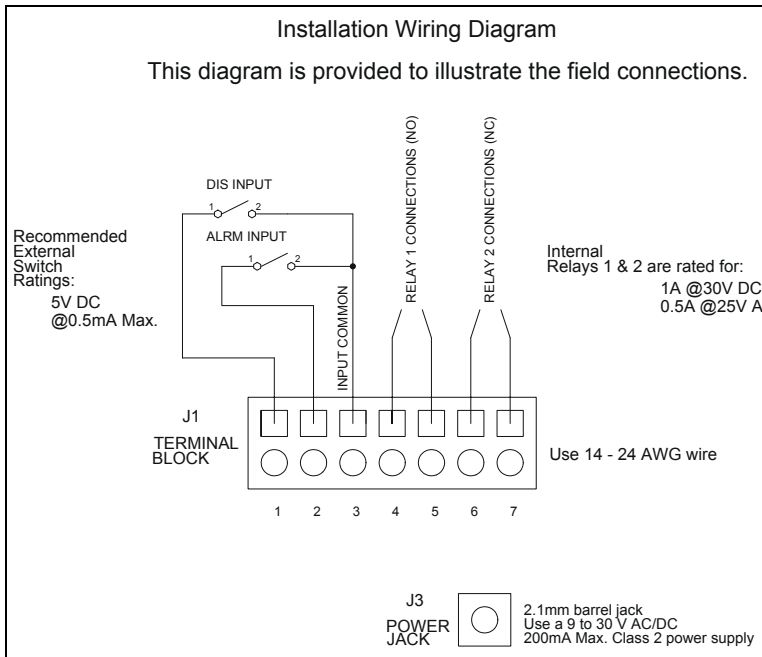 Installation Wiring Diagram
This diagram is provided to illustrate the field connections.
DIS INPUT
1 2
ALRM INPUT
1 2
Recommended
External
Switch
Ratings:
5V DC
@0.5mA Max.
INPUT COMMON
RELAY 1 CONNECTIONS (NO)
RELAY 2 CONNECTIONS (NC)
Internal
Relays 1 & 2 are rated for:
1A @30V DC
0.5A @25V A
J1
TERMINAL
BLOCK
Use 14 - 24 AWG wire
1 2 3 4 5 6 7
J3
POWER
JACK
2.1mm barrel jack
Use a 9 to 30 V AC/DC
200mA Max. Class 2 power supply